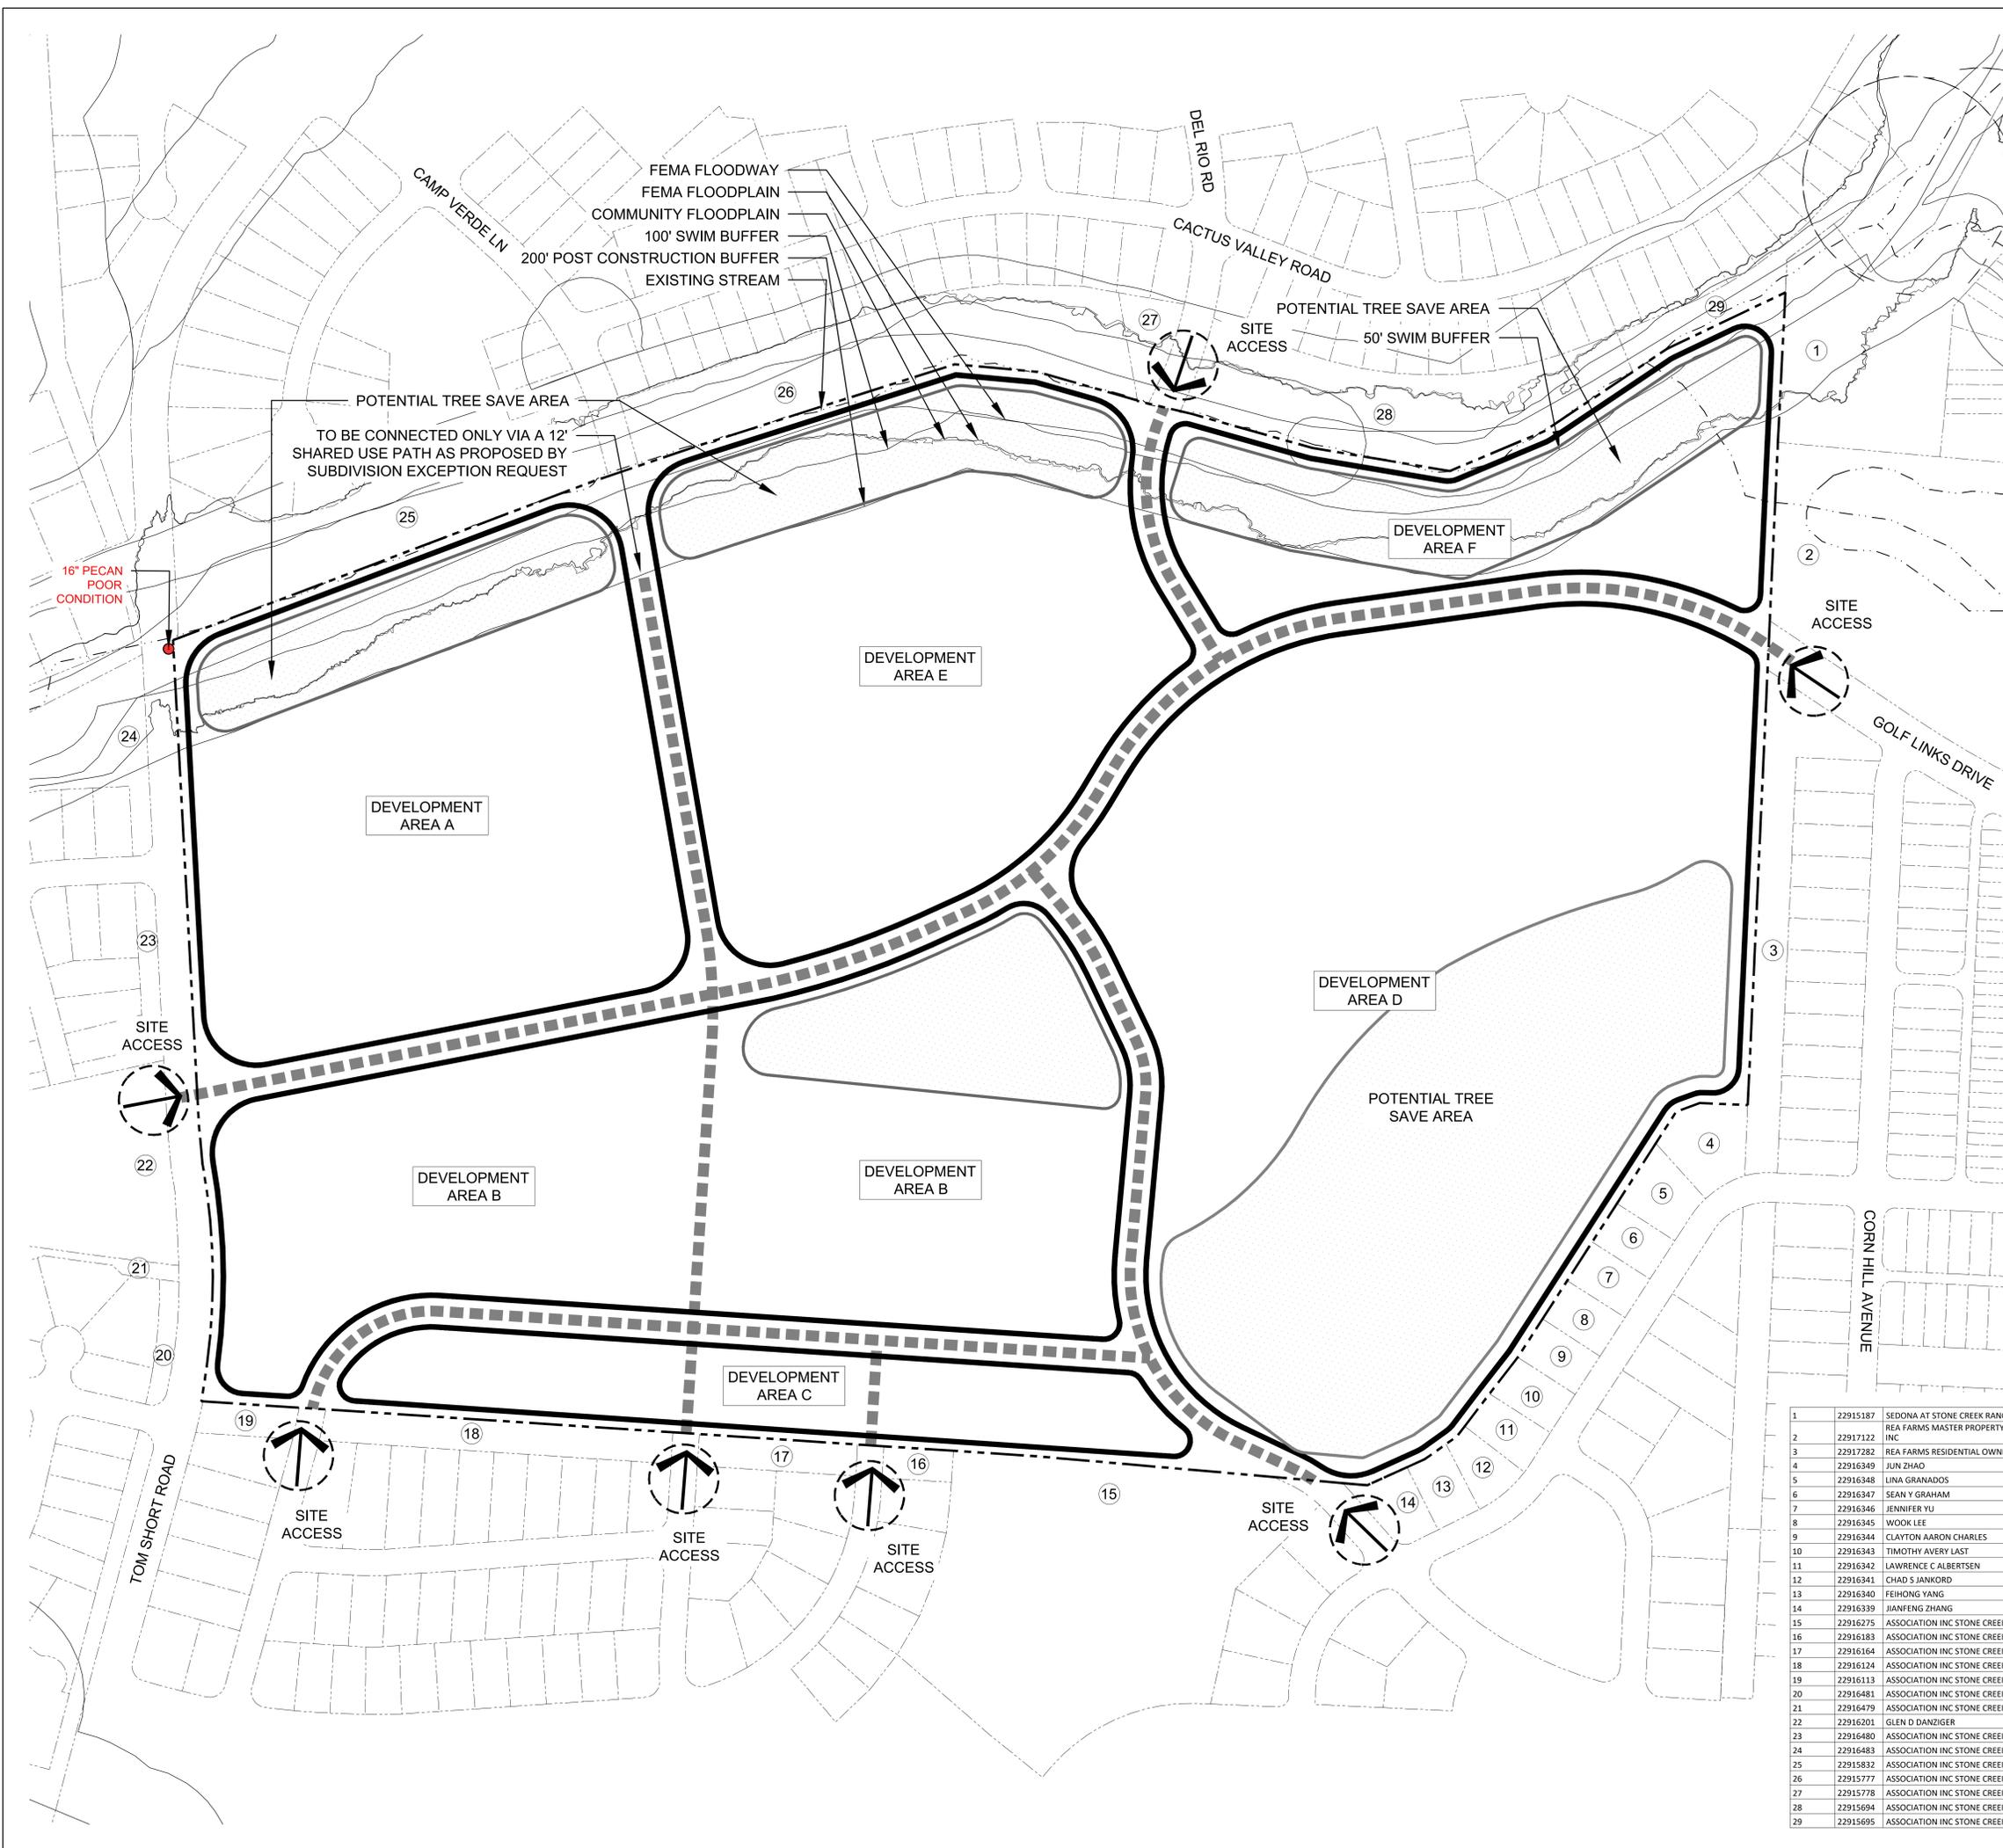 DEL RIO RD
CAMP VERDE LN
CACTUS VALLEY ROAD
FEMA FLOODWAY
FEMA FLOODPLAIN
COMMUNITY FLOODPLAIN
100' SWIM BUFFER
200' POST CONSTRUCTION BUFFER
EXISTING STREAM
POTENTIAL TREE SAVE AREA
50' SWIM BUFFER
29
27
SITE
ACCESS
1
26
28
POTENTIAL TREE SAVE AREA
TO BE CONNECTED ONLY VIA A 12'
SHARED USE PATH AS PROPOSED BY
SUBDIVISION EXCEPTION REQUEST
25
16" PECAN
POOR
CONDITION
DEVELOPMENT
AREA F
2
SITE
ACCESS
DEVELOPMENT
AREA E
24
GOLF LINKS DRIVE
DEVELOPMENT
AREA A
23
3
DEVELOPMENT
AREA D
SITE
ACCESS
POTENTIAL TREE
SAVE AREA
4
22
DEVELOPMENT
AREA B
DEVELOPMENT
AREA B
5
6
CORN HILL AVENUE
21
7
8
20
9
DEVELOPMENT
AREA C
10
19
18
11
17
16
12
13
14
15
TOM SHORT ROAD
SITE
ACCESS
SITE
ACCESS
SITE
ACCESS
SITE
ACCESS
1 22915187 SEDONA AT STONE CREEK RAN
REA FARMS MASTER PROPERTY
2 22917122 INC
3 22917282 REA FARMS RESIDENTIAL OWN
4 22916349 JUN ZHAO
5 22916348 LINA GRANADOS
6 22916347 SEAN Y GRAHAM
7 22916346 JENNIFER YU
8 22916345 WOOK LEE
9 22916344 CLAYTON AARON CHARLES
10 22916343 TIMOTHY AVERY LAST
11 22916342 LAWRENCE C ALBERTSEN
12 22916341 CHAD S JANKORD
13 22916340 FEIHONG YANG
14 22916339 JIANFENG ZHANG
15 22916275 ASSOCIATION INC STONE CREE
16 22916183 ASSOCIATION INC STONE CREE
17 22916164 ASSOCIATION INC STONE CREE
18 22916124 ASSOCIATION INC STONE CREE
19 22916113 ASSOCIATION INC STONE CREE
20 22916481 ASSOCIATION INC STONE CREE
21 22916479 ASSOCIATION INC STONE CREE
22 22916201 GLEN D DANZIGER
23 22916480 ASSOCIATION INC STONE CREE
24 22916483 ASSOCIATION INC STONE CREE
25 22915832 ASSOCIATION INC STONE CREE
26 22915777 ASSOCIATION INC STONE CREE
27 22915778 ASSOCIATION INC STONE CREE
28 22915694 ASSOCIATION INC STONE CREE
29 22915695 ASSOCIATION INC STONE CREE